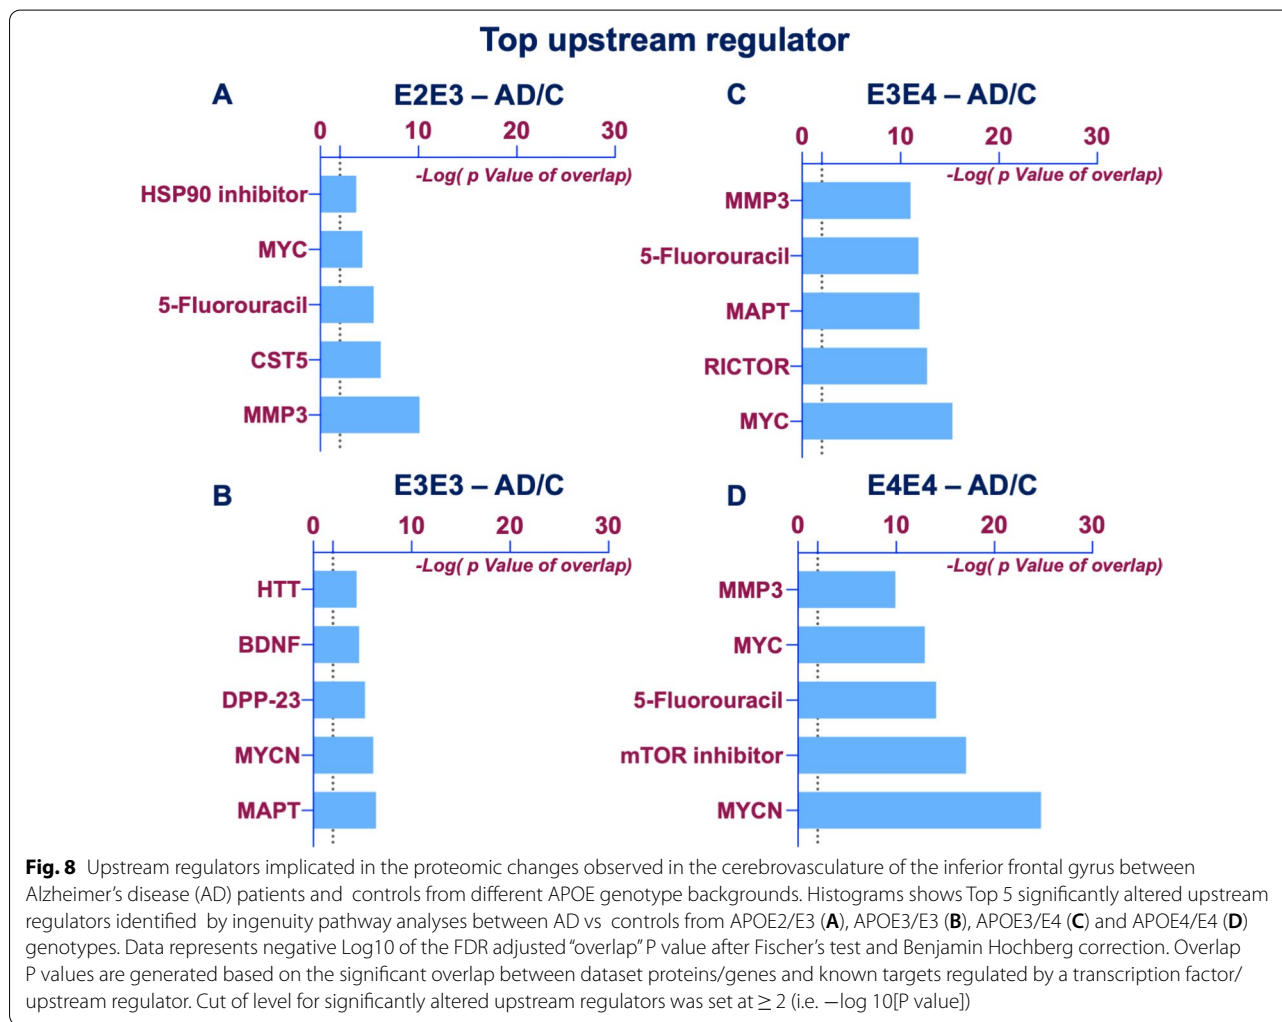 Top upstream regulator
A
E2E3 – AD/C
0 10 20 30
-Log( p Value of overlap)
HSP90 inhibitor
MYC
5-Fluorouracil
CST5
MMP3
B
E3E3 – AD/C
0 10 20 30
-Log( p Value of overlap)
HTT
BDNF
DPP-23
MYCN
MAPT
C
E3E4 – AD/C
0 10 20 30
-Log( p Value of overlap)
MMP3
5-Fluorouracil
MAPT
RICTOR
MYC
D
E4E4 – AD/C
0 10 20 30
-Log( p Value of overlap)
MMP3
MYC
5-Fluorouracil
mTOR inhibitor
MYCN
Fig. 8 Upstream regulators implicated in the proteomic changes observed in the cerebrovasculature of the inferior frontal gyrus between
Alzheimer's disease (AD) patients and controls from different APOE genotype backgrounds. Histograms shows Top 5 significantly altered upstream
regulators identified by ingenuity pathway analyses between AD vs controls from APOE2/E3 (A), APOE3/E3 (B), APOE3/E4 (C) and APOE4/E4 (D)
genotypes. Data represents negative Log10 of the FDR adjusted “overlap” P value after Fischer's test and Benjamin Hochberg correction. Overlap
P values are generated based on the significant overlap between dataset proteins/genes and known targets regulated by a transcription factor/
upstream regulator. Cut of level for significantly altered upstream regulators was set at ≥ 2 (i.e. −log 10[P value])